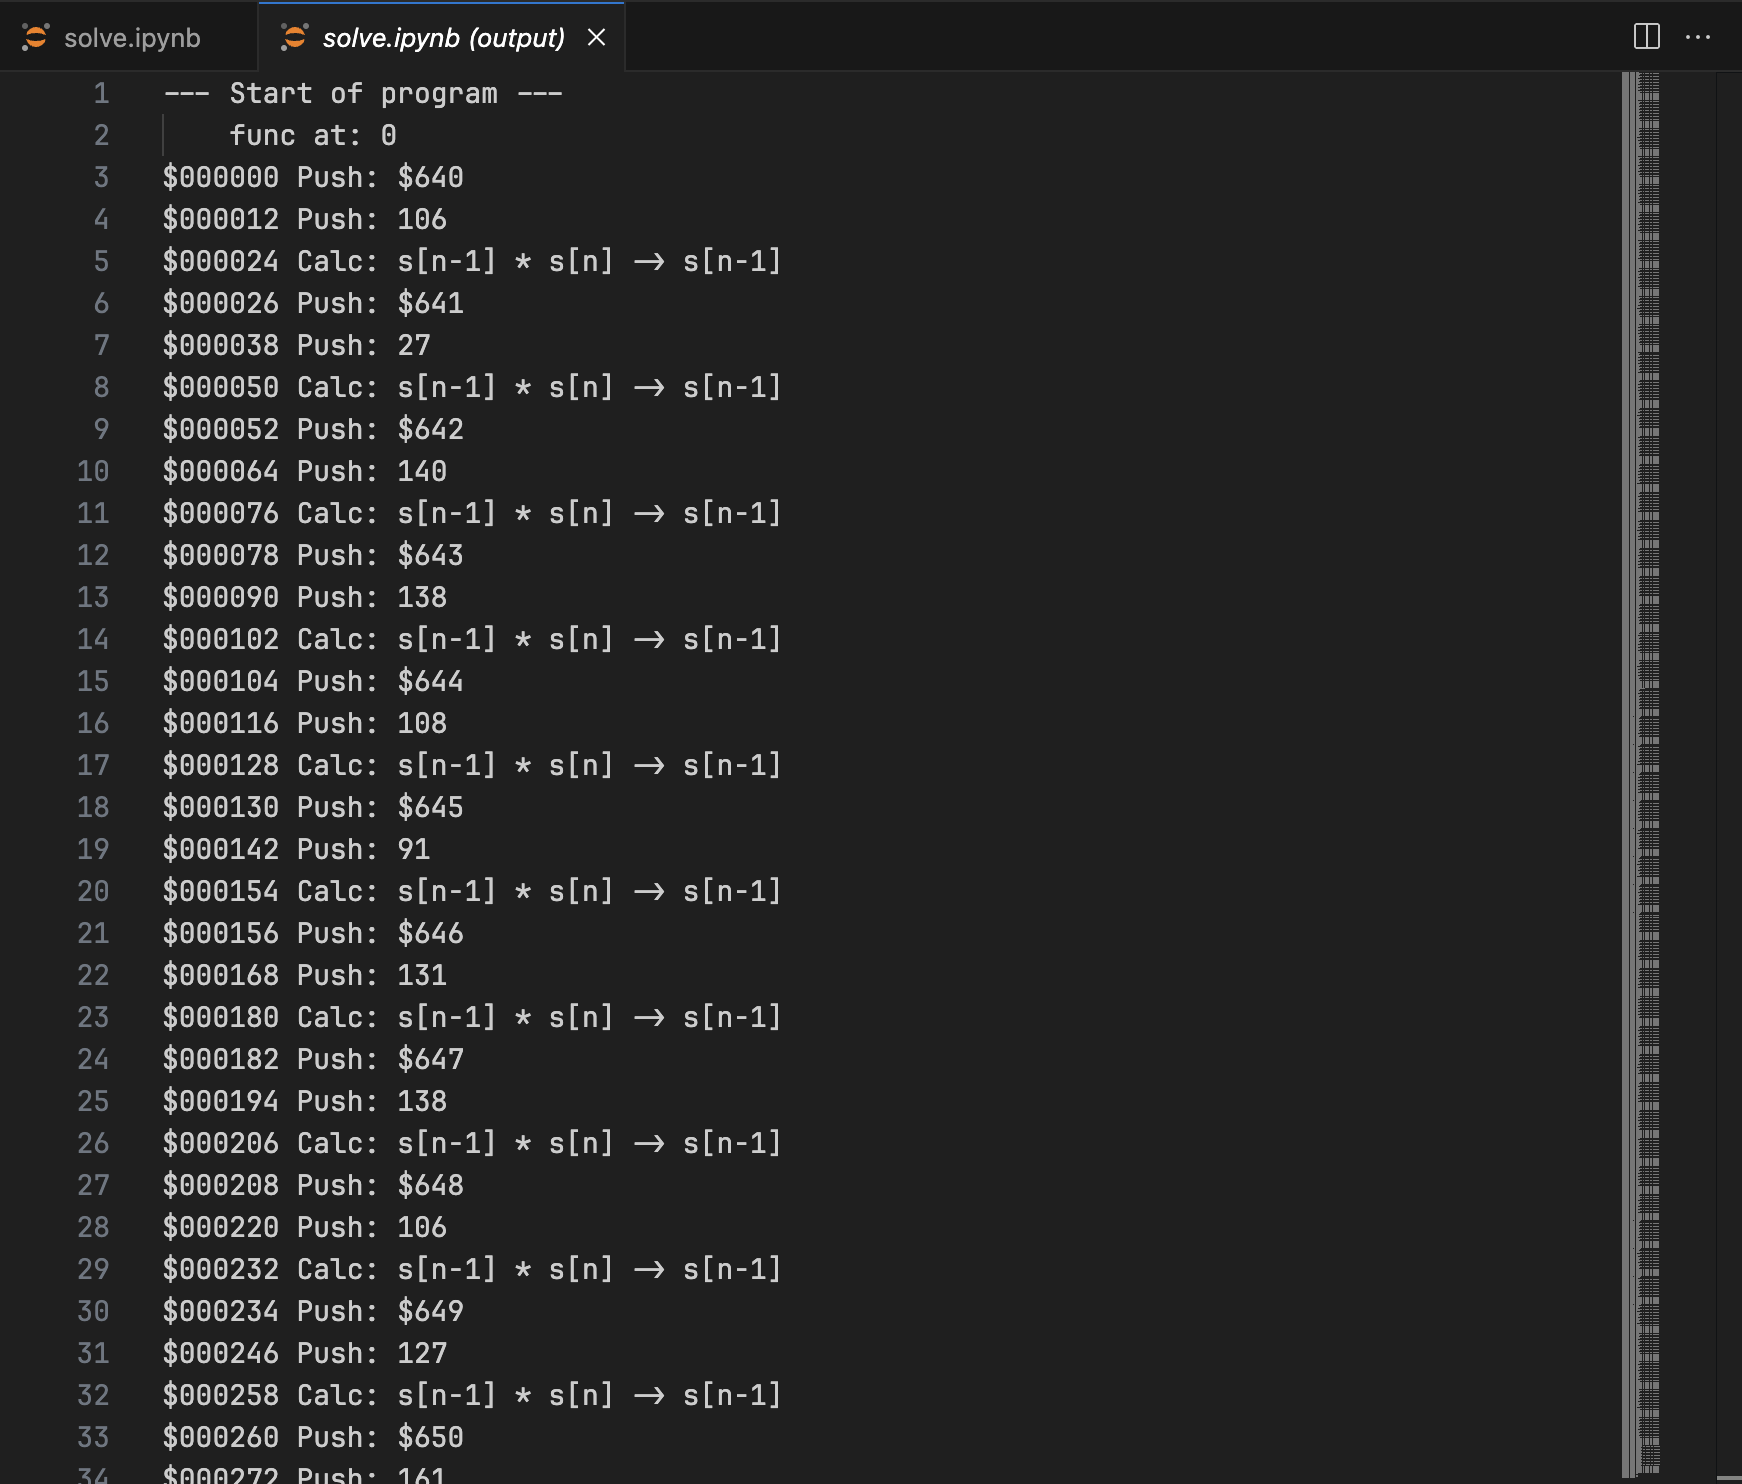 solve.ipynb
solve.ipynb (output)
1 --- Start of program ---
2 func at: 0
3 $000000 Push: $640
4 $000012 Push: 106
5 $000024 Calc: s[n-1] * s[n] -> s[n-1]
6 $000026 Push: $641
7 $000038 Push: 27
8 $000050 Calc: s[n-1] * s[n] -> s[n-1]
9 $000052 Push: $642
10 $000064 Push: 140
11 $000076 Calc: s[n-1] * s[n] -> s[n-1]
12 $000078 Push: $643
13 $000090 Push: 138
14 $000102 Calc: s[n-1] * s[n] -> s[n-1]
15 $000104 Push: $644
16 $000116 Push: 108
17 $000128 Calc: s[n-1] * s[n] -> s[n-1]
18 $000130 Push: $645
19 $000142 Push: 91
20 $000154 Calc: s[n-1] * s[n] -> s[n-1]
21 $000156 Push: $646
22 $000168 Push: 131
23 $000180 Calc: s[n-1] * s[n] -> s[n-1]
24 $000182 Push: $647
25 $000194 Push: 138
26 $000206 Calc: s[n-1] * s[n] -> s[n-1]
27 $000208 Push: $648
28 $000220 Push: 106
29 $000232 Calc: s[n-1] * s[n] -> s[n-1]
30 $000234 Push: $649
31 $000246 Push: 127
32 $000258 Calc: s[n-1] * s[n] -> s[n-1]
33 $000260 Push: $650
34 $000272 Push: 161